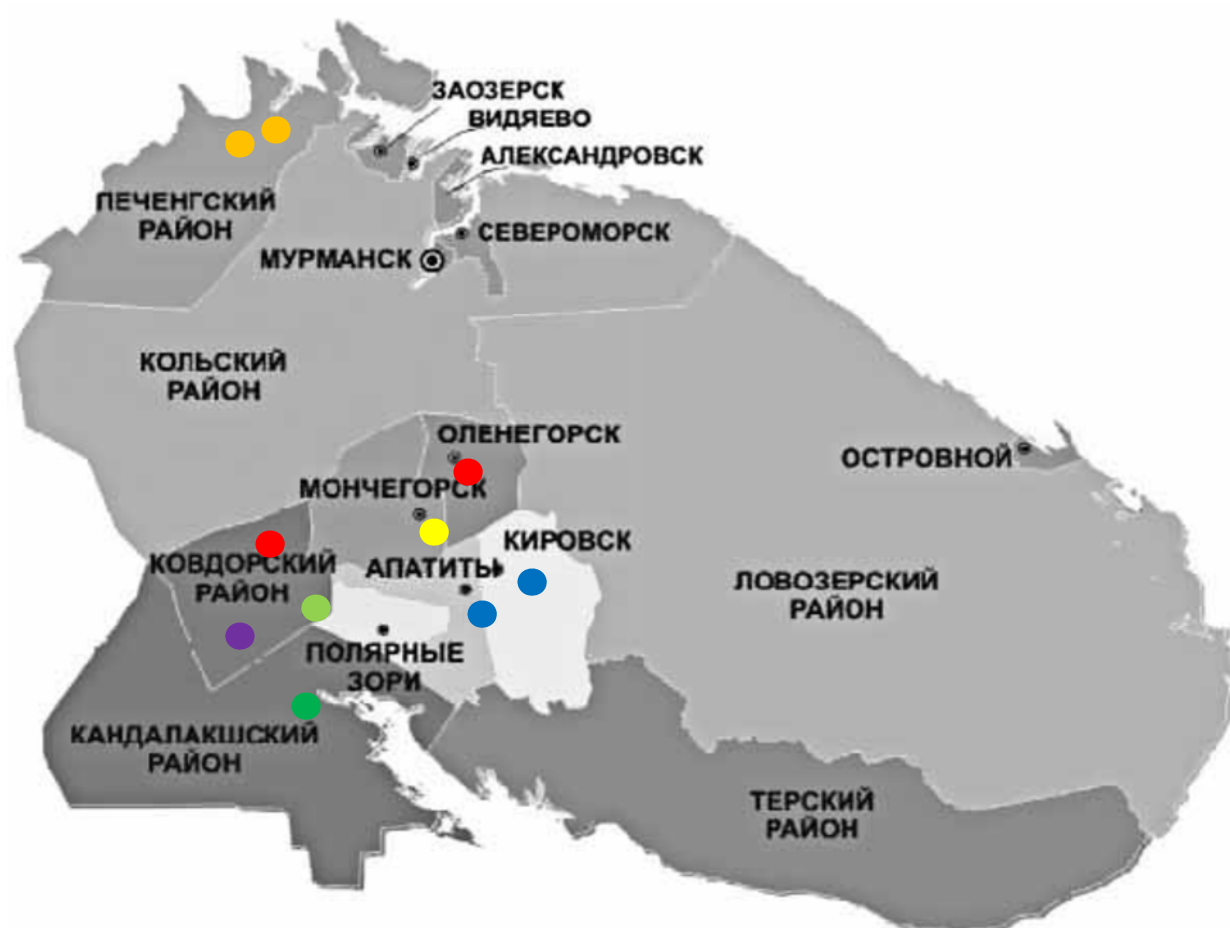 ЗАОЗЕРСК
ВИДЯЕВО
АЛЕКСАНДРОВСК
ПЕЧЕНГСКИЙ
РАЙОН
СЕВЕРОМОРСК
МУРМАНСК
КОЛЬСКИЙ
РАЙОН
ОЛЕНЕГОРСК
ОСТРОВНОЙ
МОНЧЕГОРСК
КИРОВСК
КОВДОРСКИЙ
РАЙОН
АПАТИТЫ
ЛОВОЗЕРСКИЙ
РАЙОН
ПОЛЯРНЫЕ
ЗОРИ
КАНДАЛАКШСКИЙ
РАЙОН
ТЕРСКИЙ
РАЙОН